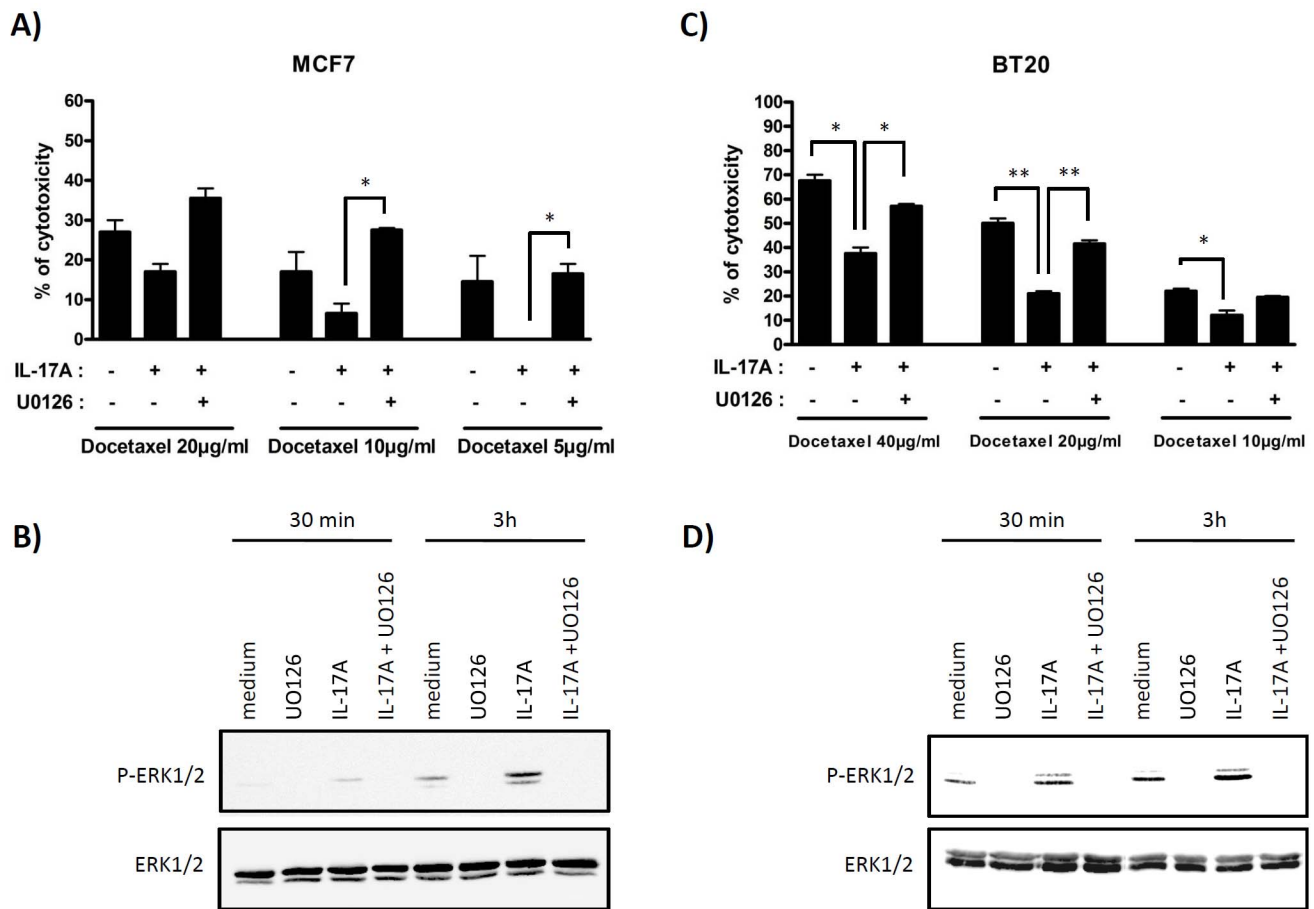 A)
MCF7
% of cytotoxicity
60
50
40
30
20
10
0
* *
IL-17A : - + + - + + - + +
U0126 : - - + - - + - - +
Docetaxel 20µg/ml Docetaxel 10µg/ml Docetaxel 5µg/ml
C)
BT20
% of cytotoxicity
100
90
80
70
60
50
40
30
20
10
0
* * ** ** *
IL-17A : - + + - + + - + +
U0126 : - - + - - + - - +
Docetaxel 40µg/ml Docetaxel 20µg/ml Docetaxel 10µg/ml
B)
30 min 3h
medium
UO126
IL-17A
IL-17A + UO126
medium
UO126
IL-17A
IL-17A +UO126
P-ERK1/2
ERK1/2
D)
30 min 3h
medium
UO126
IL-17A
IL-17A + UO126
medium
UO126
IL-17A
IL-17A +UO126
P-ERK1/2
ERK1/2